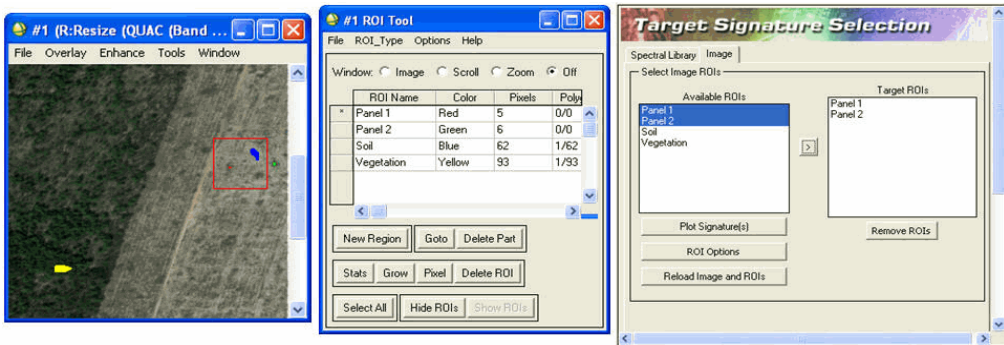 #1 (R:Resize (QUAC (Band ...
File Overlay Enhance Tools Window
#1 ROI Tool
File ROI_Type Options Help
Window: Image Scroll Zoom Off
ROI Name Color Pixels Poly
* Panel 1 Red 5 0/0
Panel 2 Green 6 0/0
Soil Blue 62 1/62
Vegetation Yellow 93 1/93
New Region Goto Delete Part
Stats Grow Pixel Delete ROI
Select All Hide ROIs Show ROIs
Target Signature Selection
Spectral Library Image
Select Image ROIs
Available ROIs
Panel 1
Panel 2
Soil
Vegetation
>
Plot Signature(s)
ROI Options
Reload Image and ROIs
Target ROIs
Panel 1
Panel 2
Remove ROIs